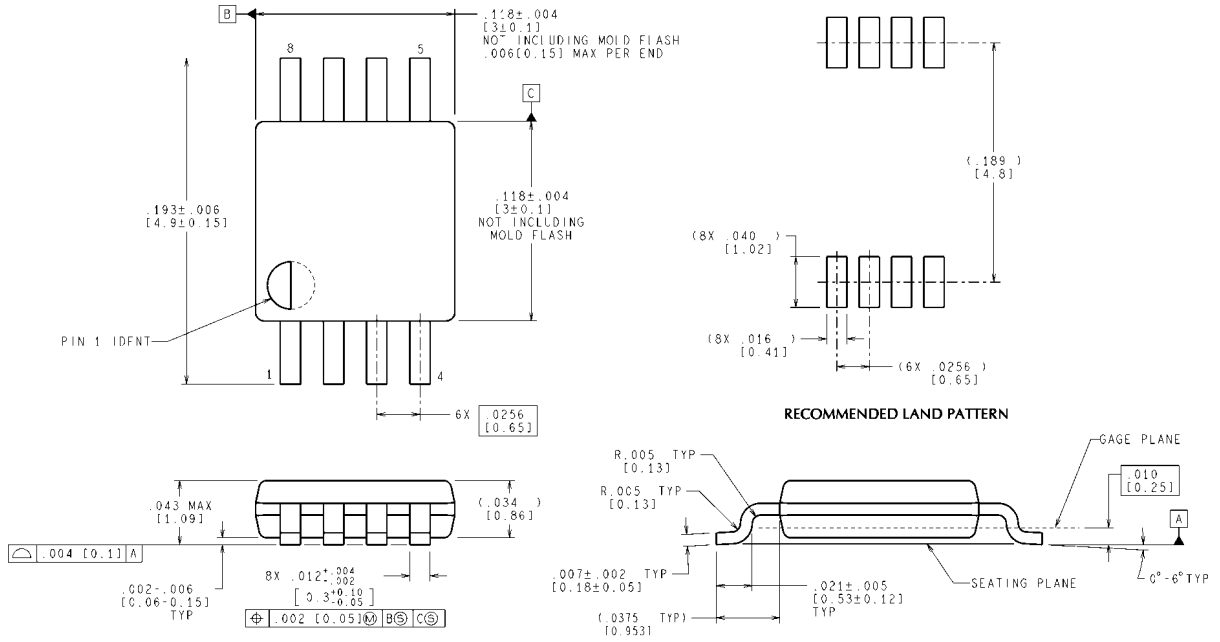 B
.118±.004
[3±0.1]
NOT INCLUDING MOLD FLASH
.006[0.15] MAX PER END
8
5
C
.193±.006
[4.9±0.15]
.118±.004
[3±0.1]
NOT INCLUDING
MOLD FLASH
PIN 1 IDENT
1
4
6X .0256
[0.65]
(.189 )
[4.8]
(8X .040 )
[1.02]
(8X .016 )
[0.41]
(6X .0256 )
[0.65]
RECOMMENDED LAND PATTERN
.043 MAX
[1.09]
(.034 )
[0.86]
⌓ .004 [0.1] A
.002-.006
[0.06-0.15]
TYP
8X .012+.004 -.002
[0.3+0.10 -0.05]
⌖ .002 [0.05]Ⓜ BⓈ CⓈ
R.005 TYP
[0.13]
R.005 TYP
[0.13]
GAGE PLANE
.010
[0.25]
A
.007±.002 TYP
[0.18±0.05]
.021±.005
[0.53±0.12]
TYP
SEATING PLANE
0°-6° TYP
(.0375 TYP)
[0.953]